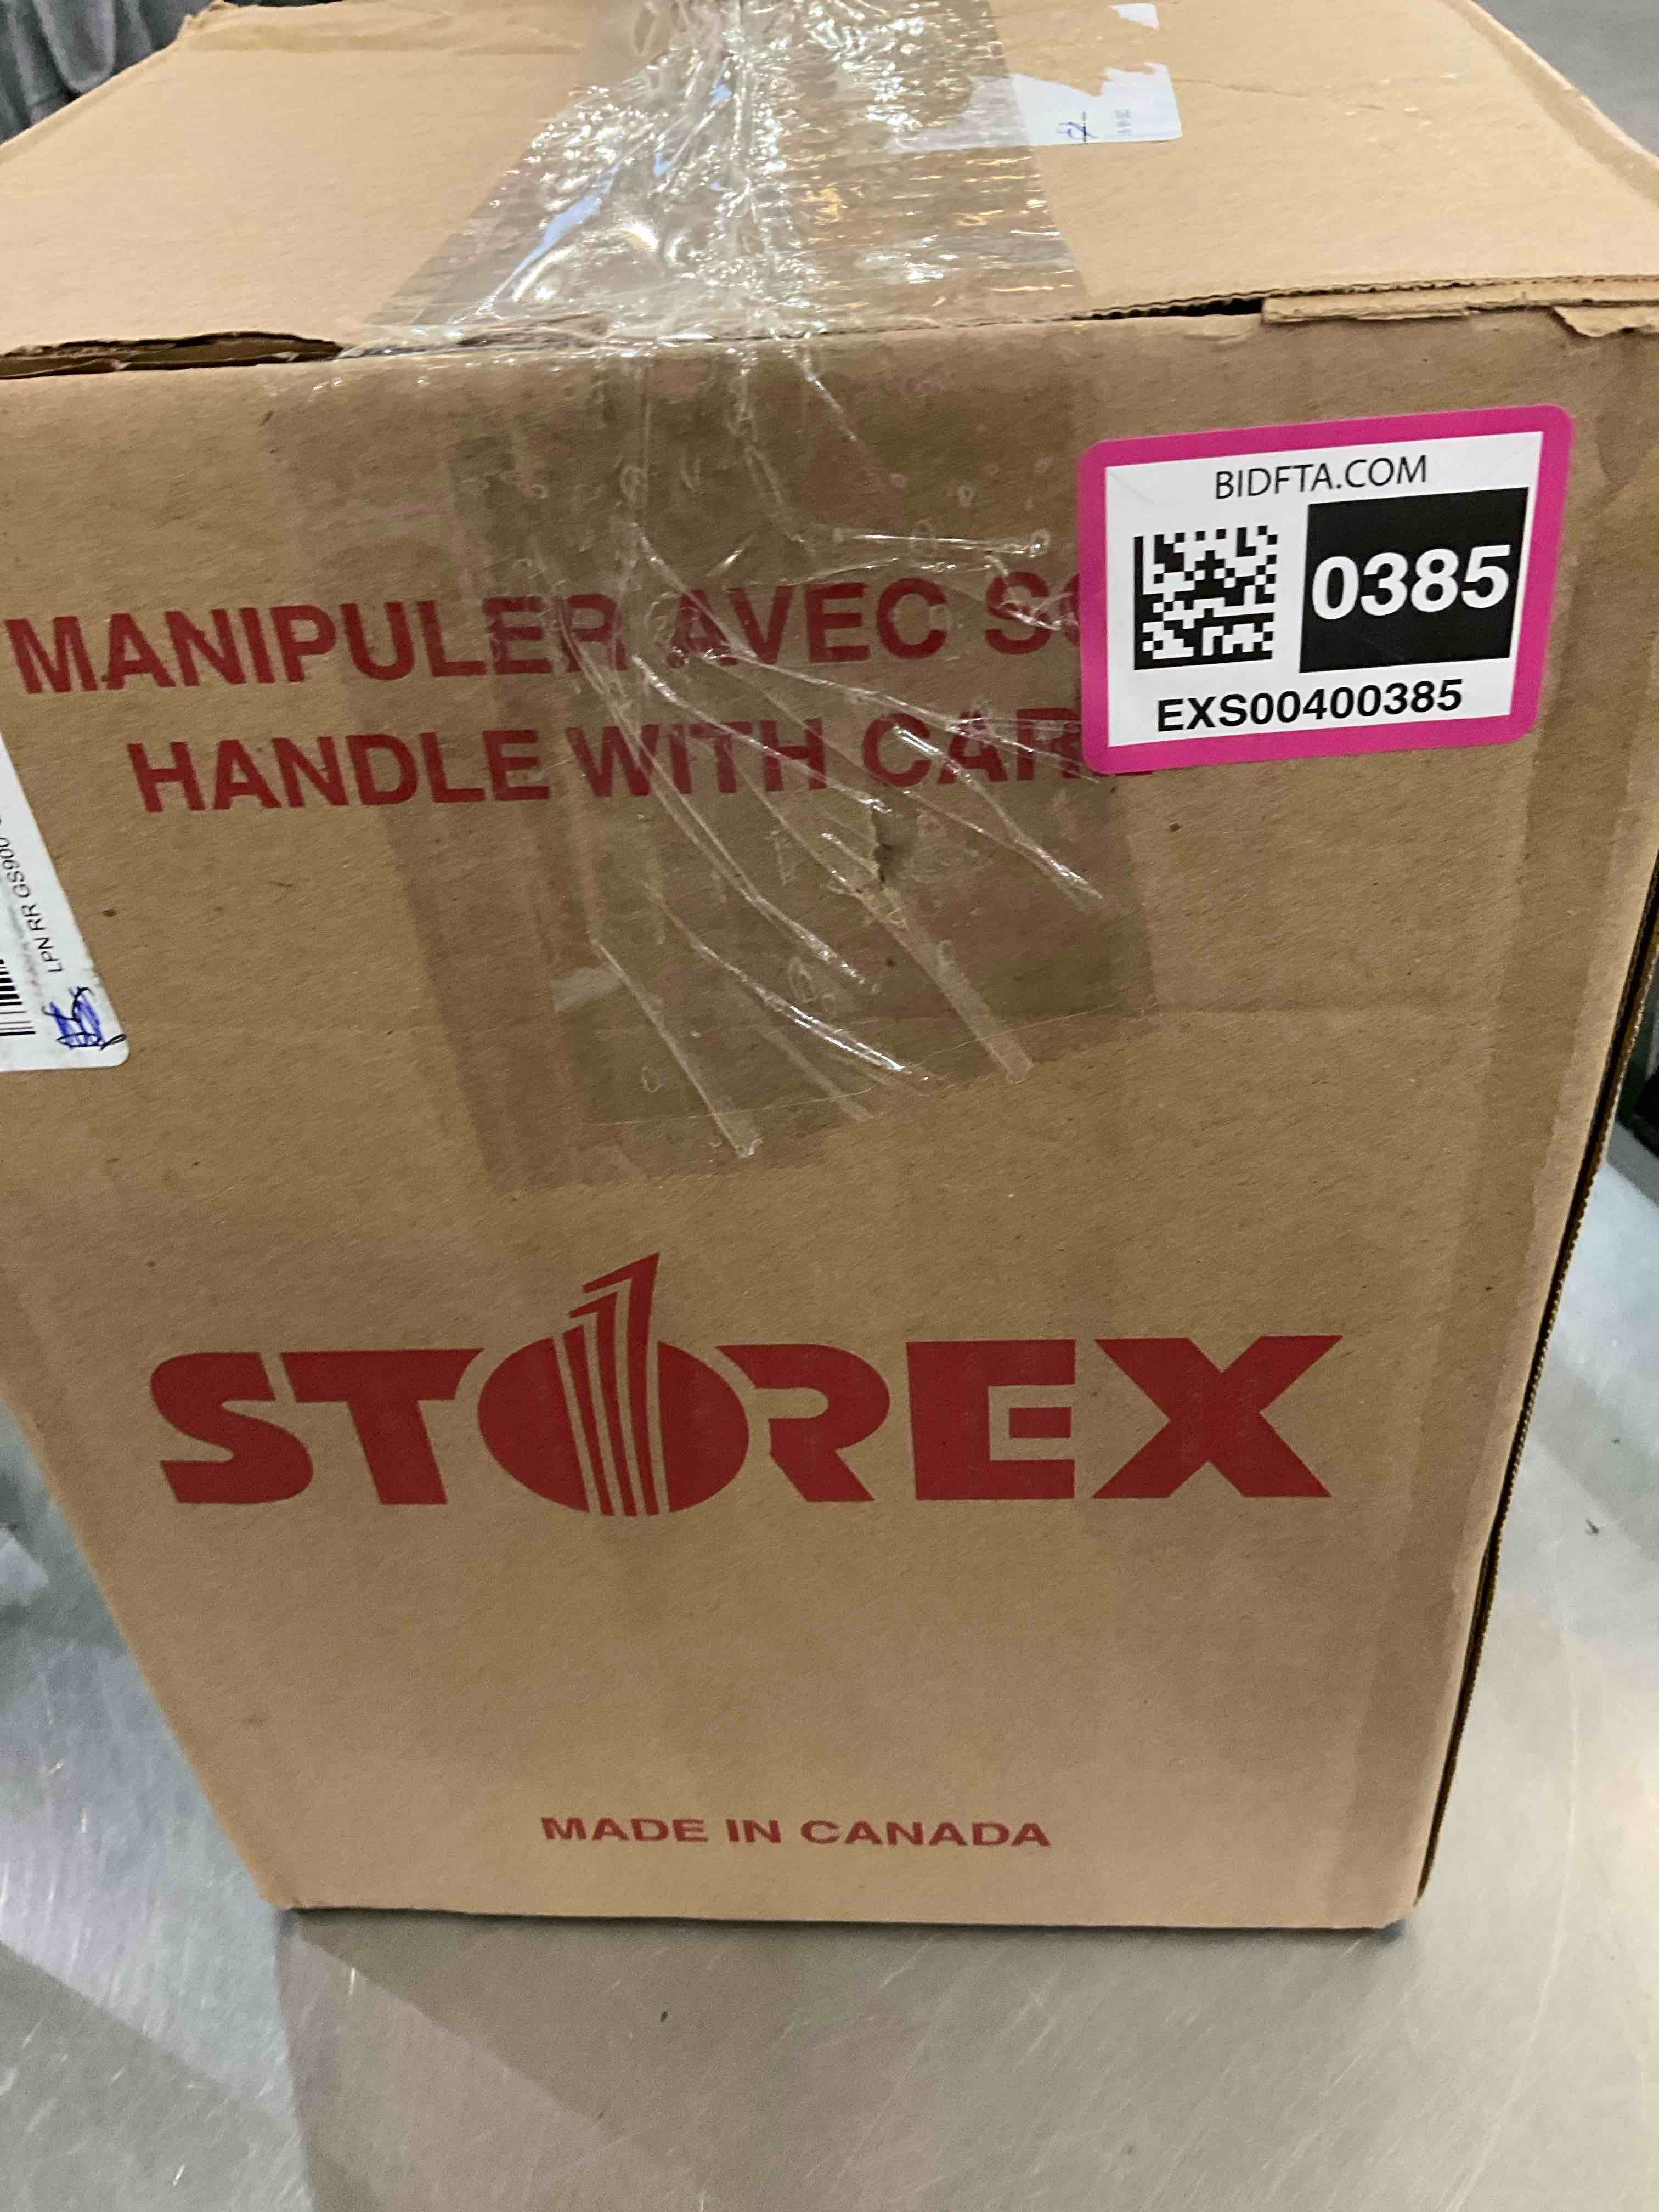 BIDFTA.COM
0385
EXS00400385
MANIPULER AVEC
HANDLE WITH
LPN RR GS900
STOREX
MADE IN CANADA